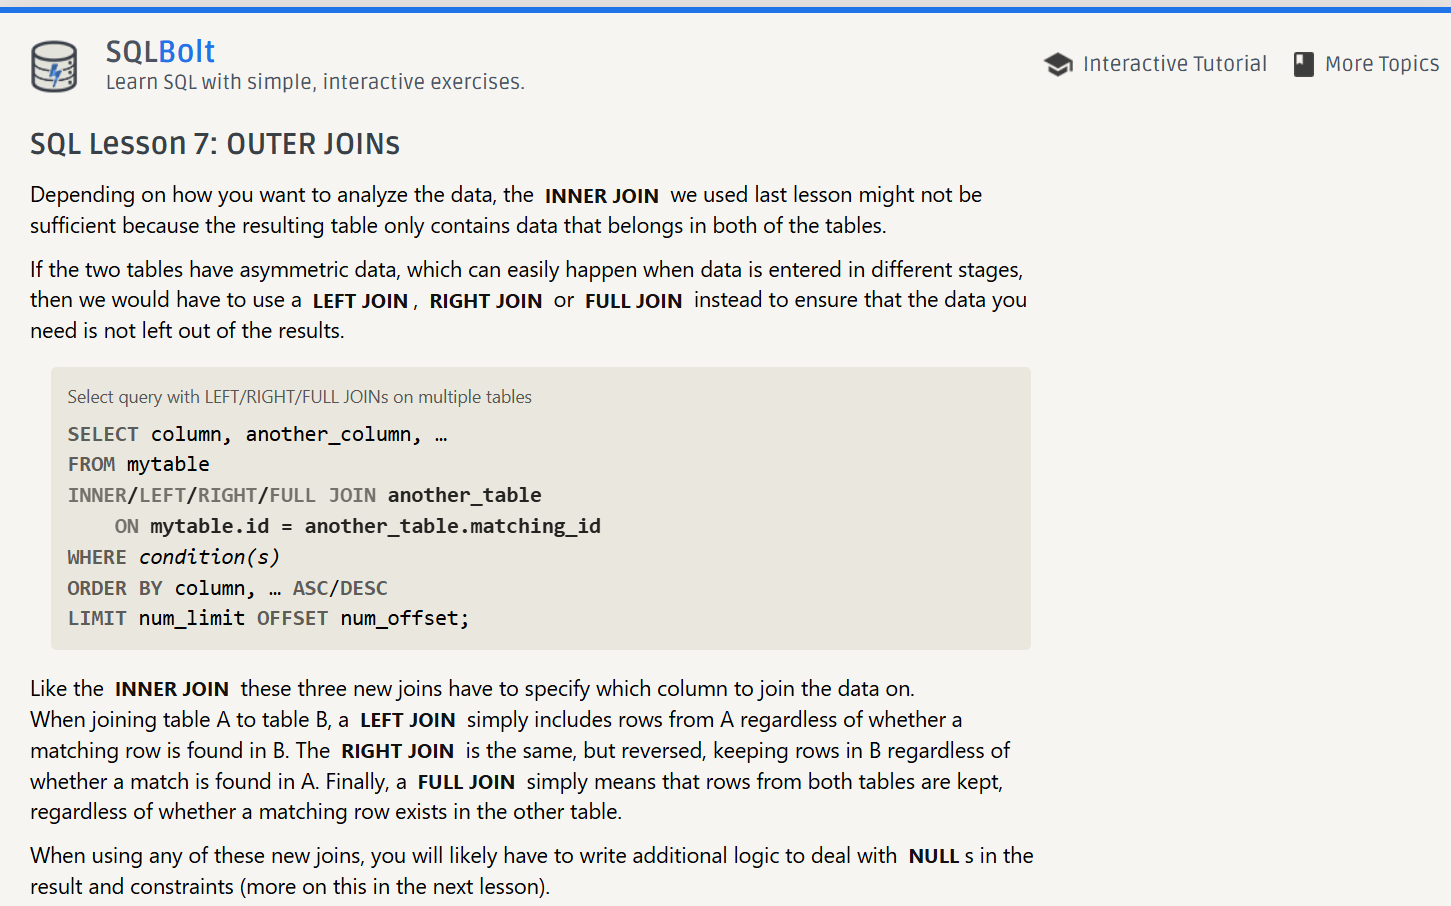 SQLBolt
Learn SQL with simple, interactive exercises.
Interactive Tutorial
More Topics
SQL Lesson 7: OUTER JOINs
Depending on how you want to analyze the data, the INNER JOIN we used last lesson might not be
sufficient because the resulting table only contains data that belongs in both of the tables.
If the two tables have asymmetric data, which can easily happen when data is entered in different stages,
then we would have to use a LEFT JOIN, RIGHT JOIN or FULL JOIN instead to ensure that the data you
need is not left out of the results.
Select query with LEFT/RIGHT/FULL JOINs on multiple tables
SELECT column, another_column, …
FROM mytable
INNER/LEFT/RIGHT/FULL JOIN another_table
    ON mytable.id = another_table.matching_id
WHERE condition(s)
ORDER BY column, … ASC/DESC
LIMIT num_limit OFFSET num_offset;
Like the INNER JOIN these three new joins have to specify which column to join the data on.
When joining table A to table B, a LEFT JOIN simply includes rows from A regardless of whether a
matching row is found in B. The RIGHT JOIN is the same, but reversed, keeping rows in B regardless of
whether a match is found in A. Finally, a FULL JOIN simply means that rows from both tables are kept,
regardless of whether a matching row exists in the other table.
When using any of these new joins, you will likely have to write additional logic to deal with NULLs in the
result and constraints (more on this in the next lesson).